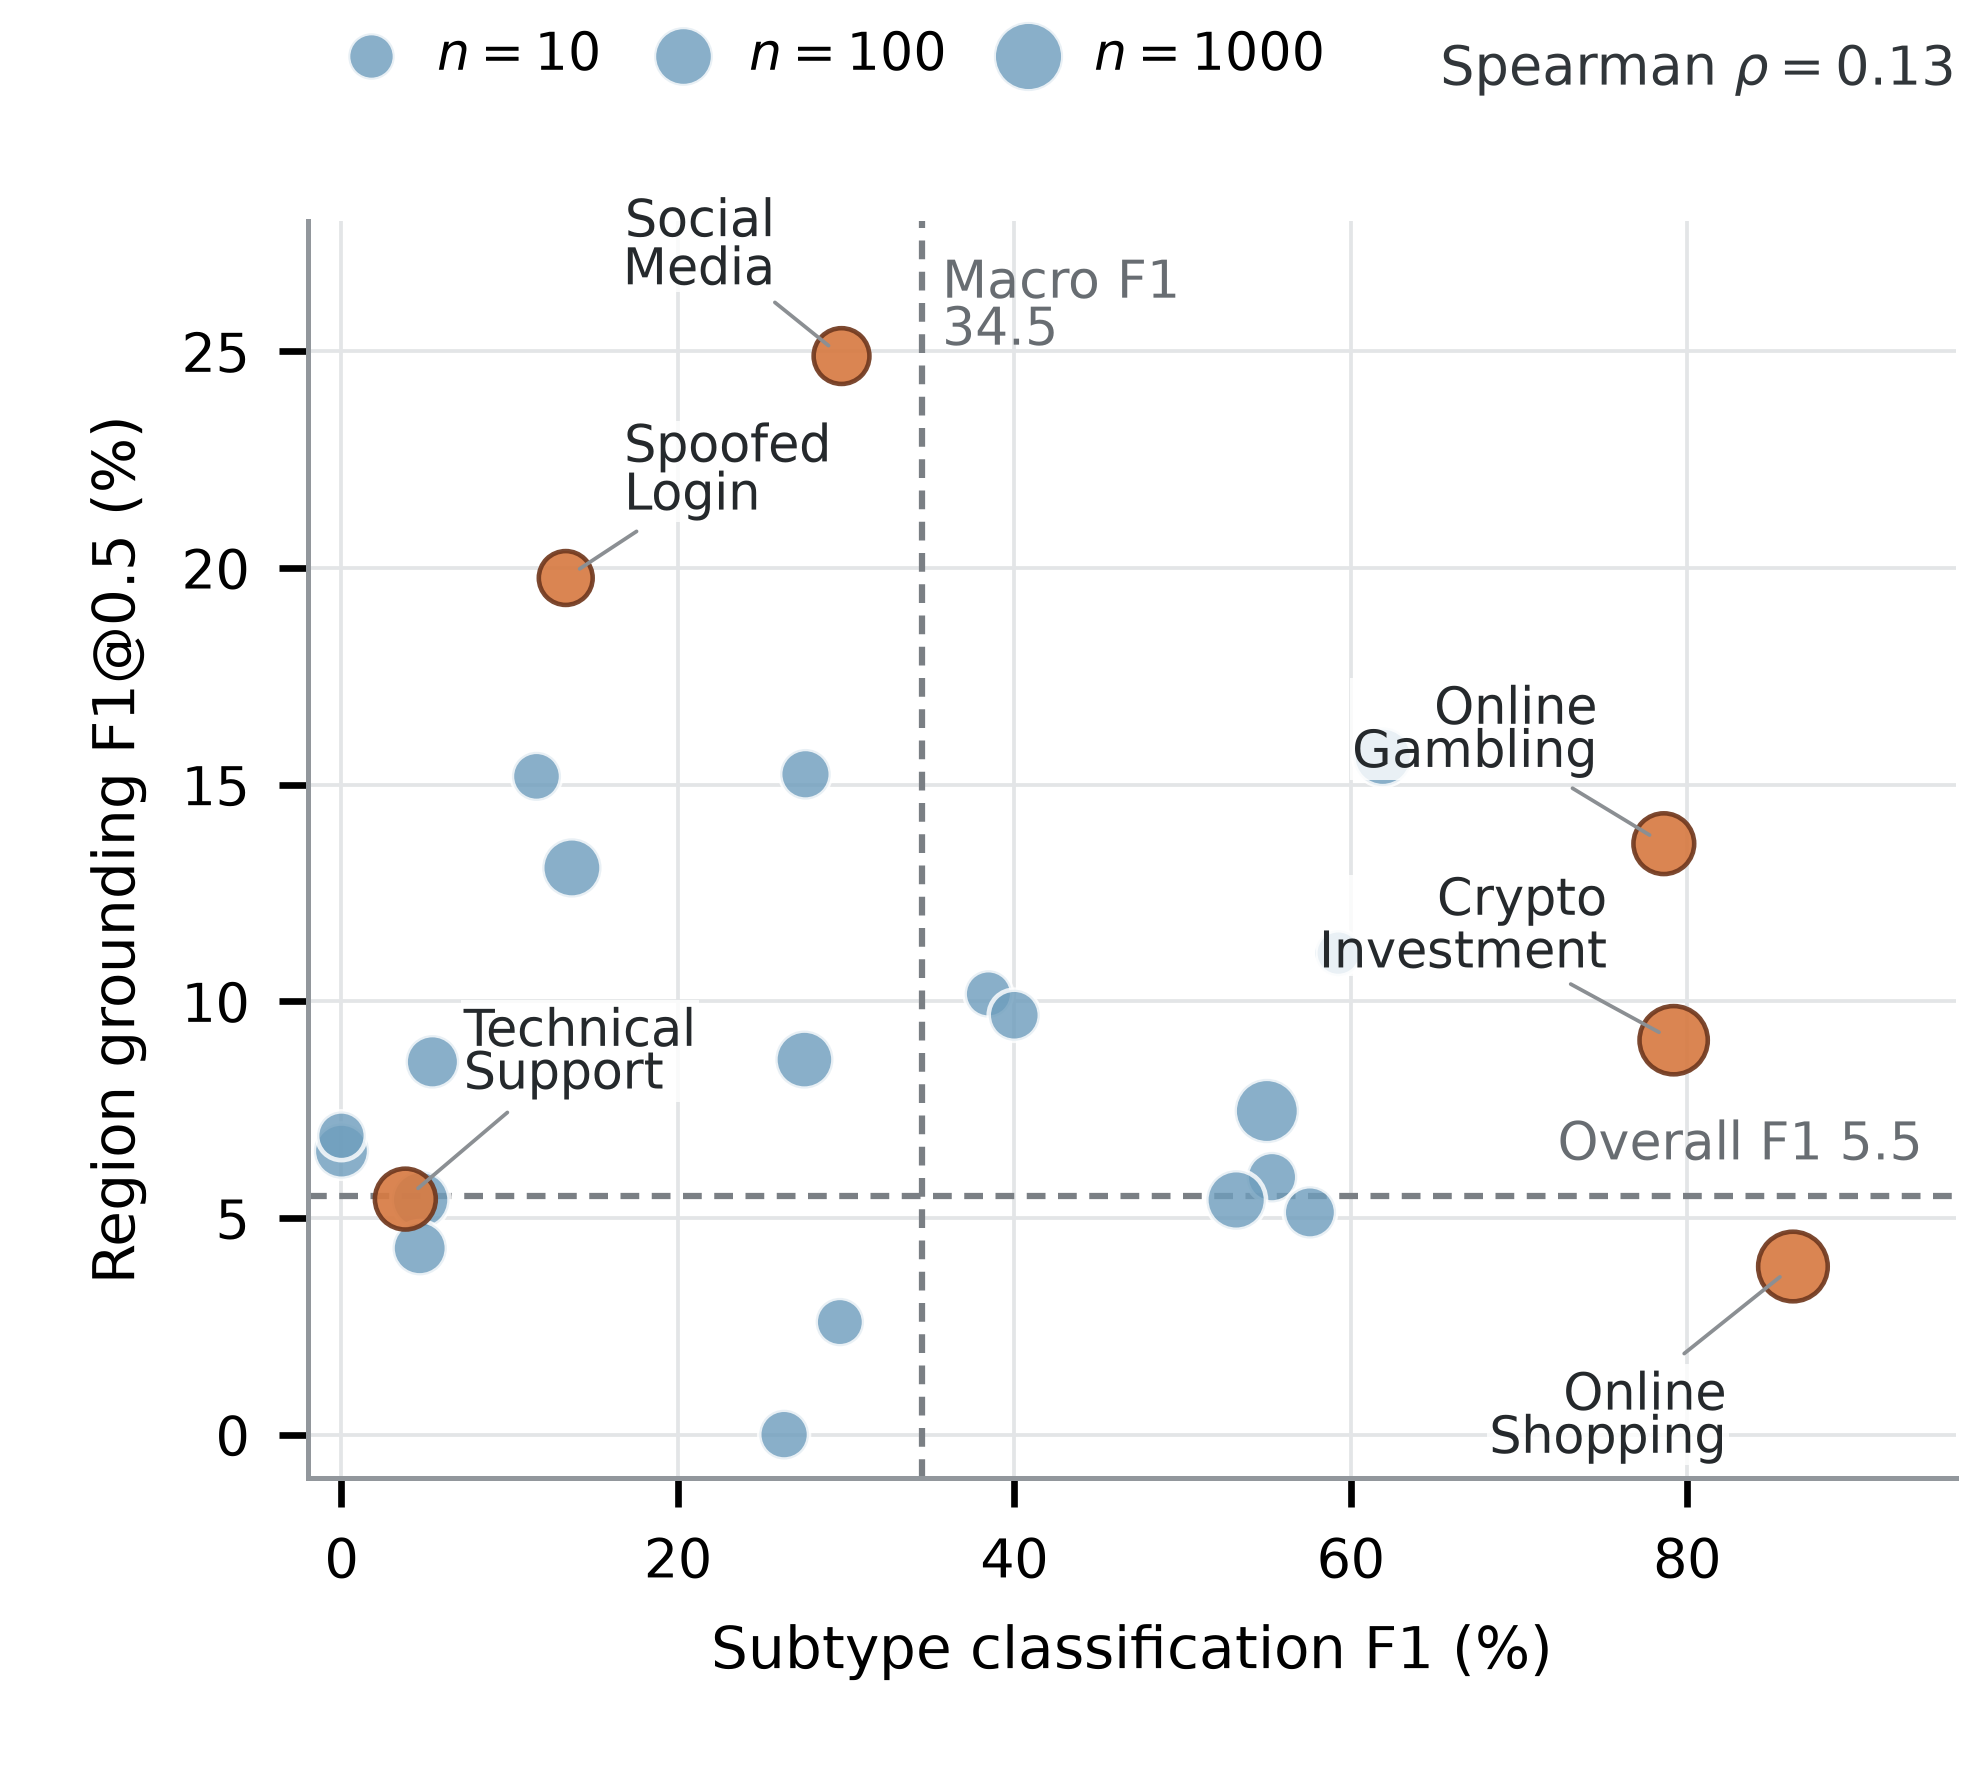 n = 10
n = 100
n = 1000
Spearman ρ = 0.13
Social
Media
Macro F1
34.5
Spoofed
Login
Online
Gambling
Crypto
Investment
Technical
Support
Overall F1 5.5
Online
Shopping
25
20
15
10
5
0
Region grounding F1@0.5 (%)
0
20
40
60
80
Subtype classification F1 (%)